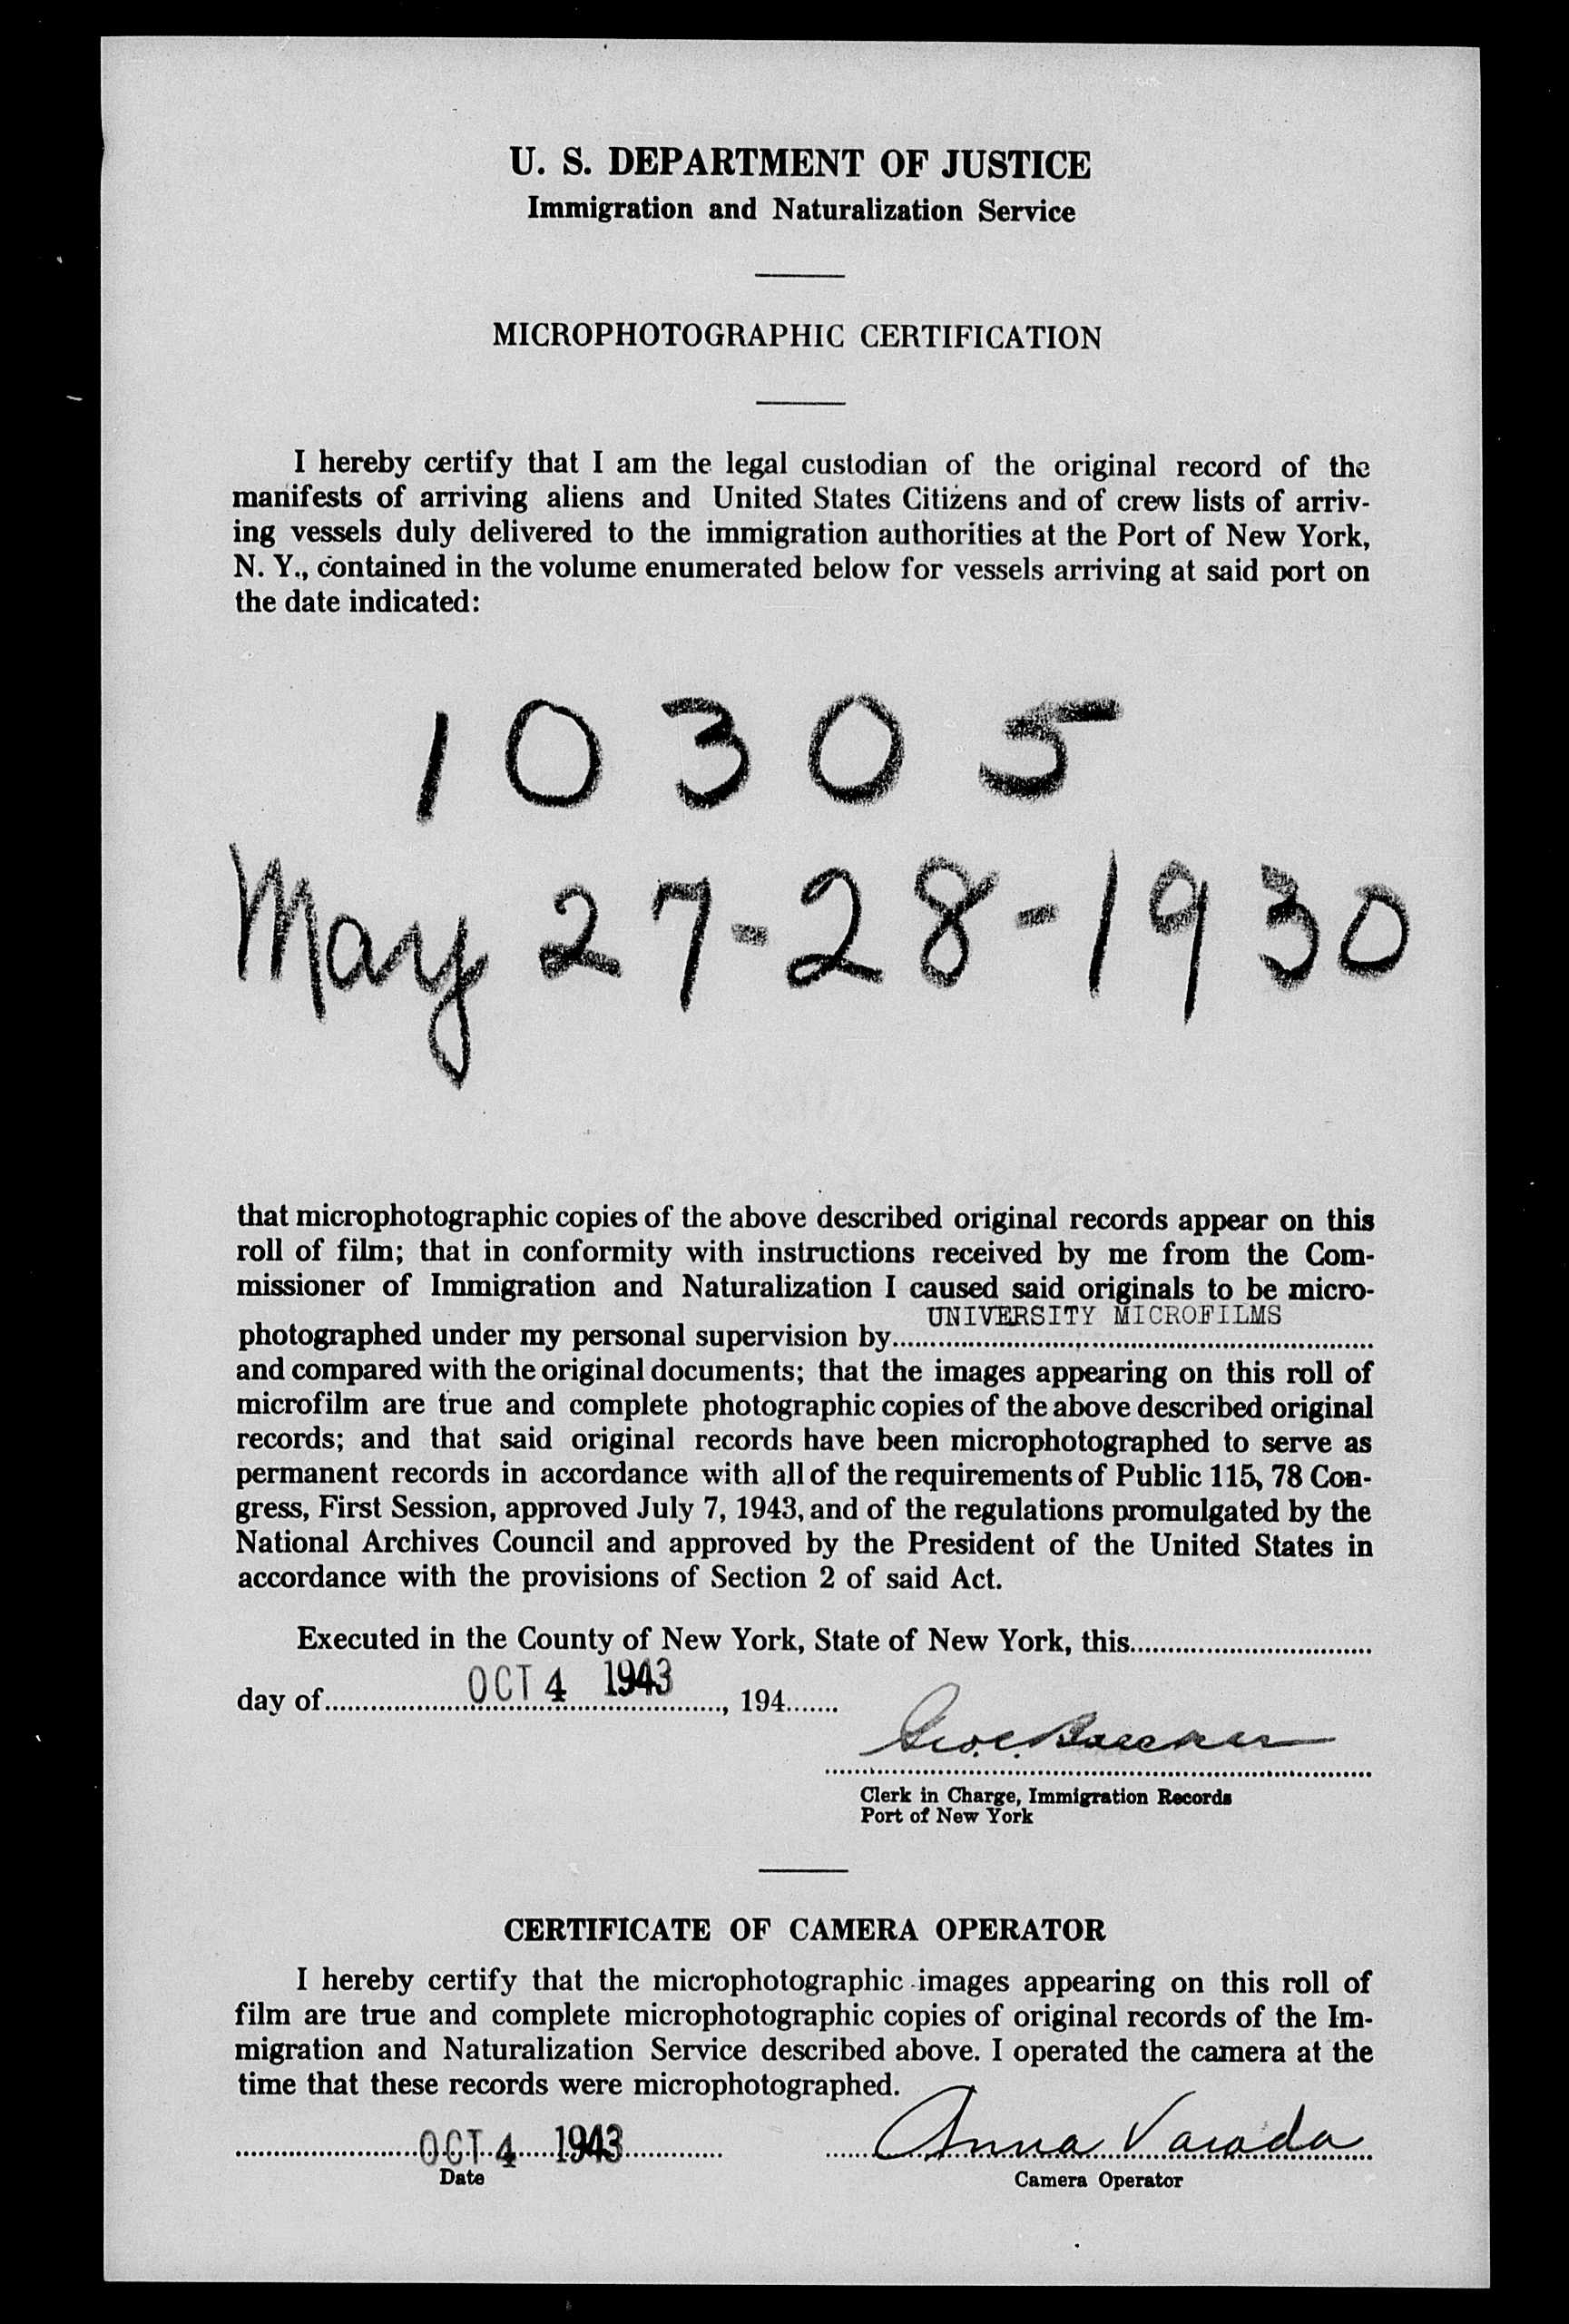 U. S. DEPARTMENT OF JUSTICE
Immigration and Naturalization Service
MICROPHOTOGRAPHIC CERTIFICATION
I hereby certify that I am the legal custodian of the original record of the
manifests of arriving aliens and United States Citizens and of crew lists of arriv-
ing vessels duly delivered to the immigration authorities at the Port of New York,
N. Y., contained in the volume enumerated below for vessels arriving at said port on
the date indicated:
10305
May 27-28-1930
that microphotographic copies of the above described original records appear on this
roll of film; that in conformity with instructions received by me from the Com-
missioner of Immigration and Naturalization I caused said originals to be micro-
photographed under my personal supervision by UNIVERSITY MICROFILMS
and compared with the original documents; that the images appearing on this roll of
microfilm are true and complete photographic copies of the above described original
records; and that said original records have been microphotographed to serve as
permanent records in accordance with all of the requirements of Public 115, 78 Con-
gress, First Session, approved July 7, 1943, and of the regulations promulgated by the
National Archives Council and approved by the President of the United States in
accordance with the provisions of Section 2 of said Act.
Executed in the County of New York, State of New York, this
day of OCT 4 1943, 194
Geo. C.
Clerk in Charge, Immigration Records
Port of New York
CERTIFICATE OF CAMERA OPERATOR
I hereby certify that the microphotographic images appearing on this roll of
film are true and complete microphotographic copies of original records of the Im-
migration and Naturalization Service described above. I operated the camera at the
time that these records were microphotographed.
OCT 4 1943 Anna Varada
Date
Camera Operator